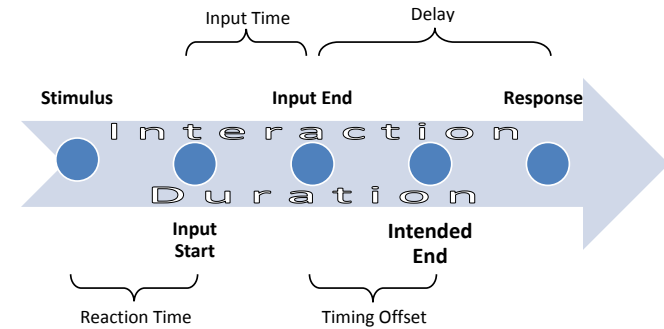 Input Time
Delay
Stimulus
Input End
Response
Interaction
Duration
Input
Start
Intended
End
Reaction Time
Timing Offset